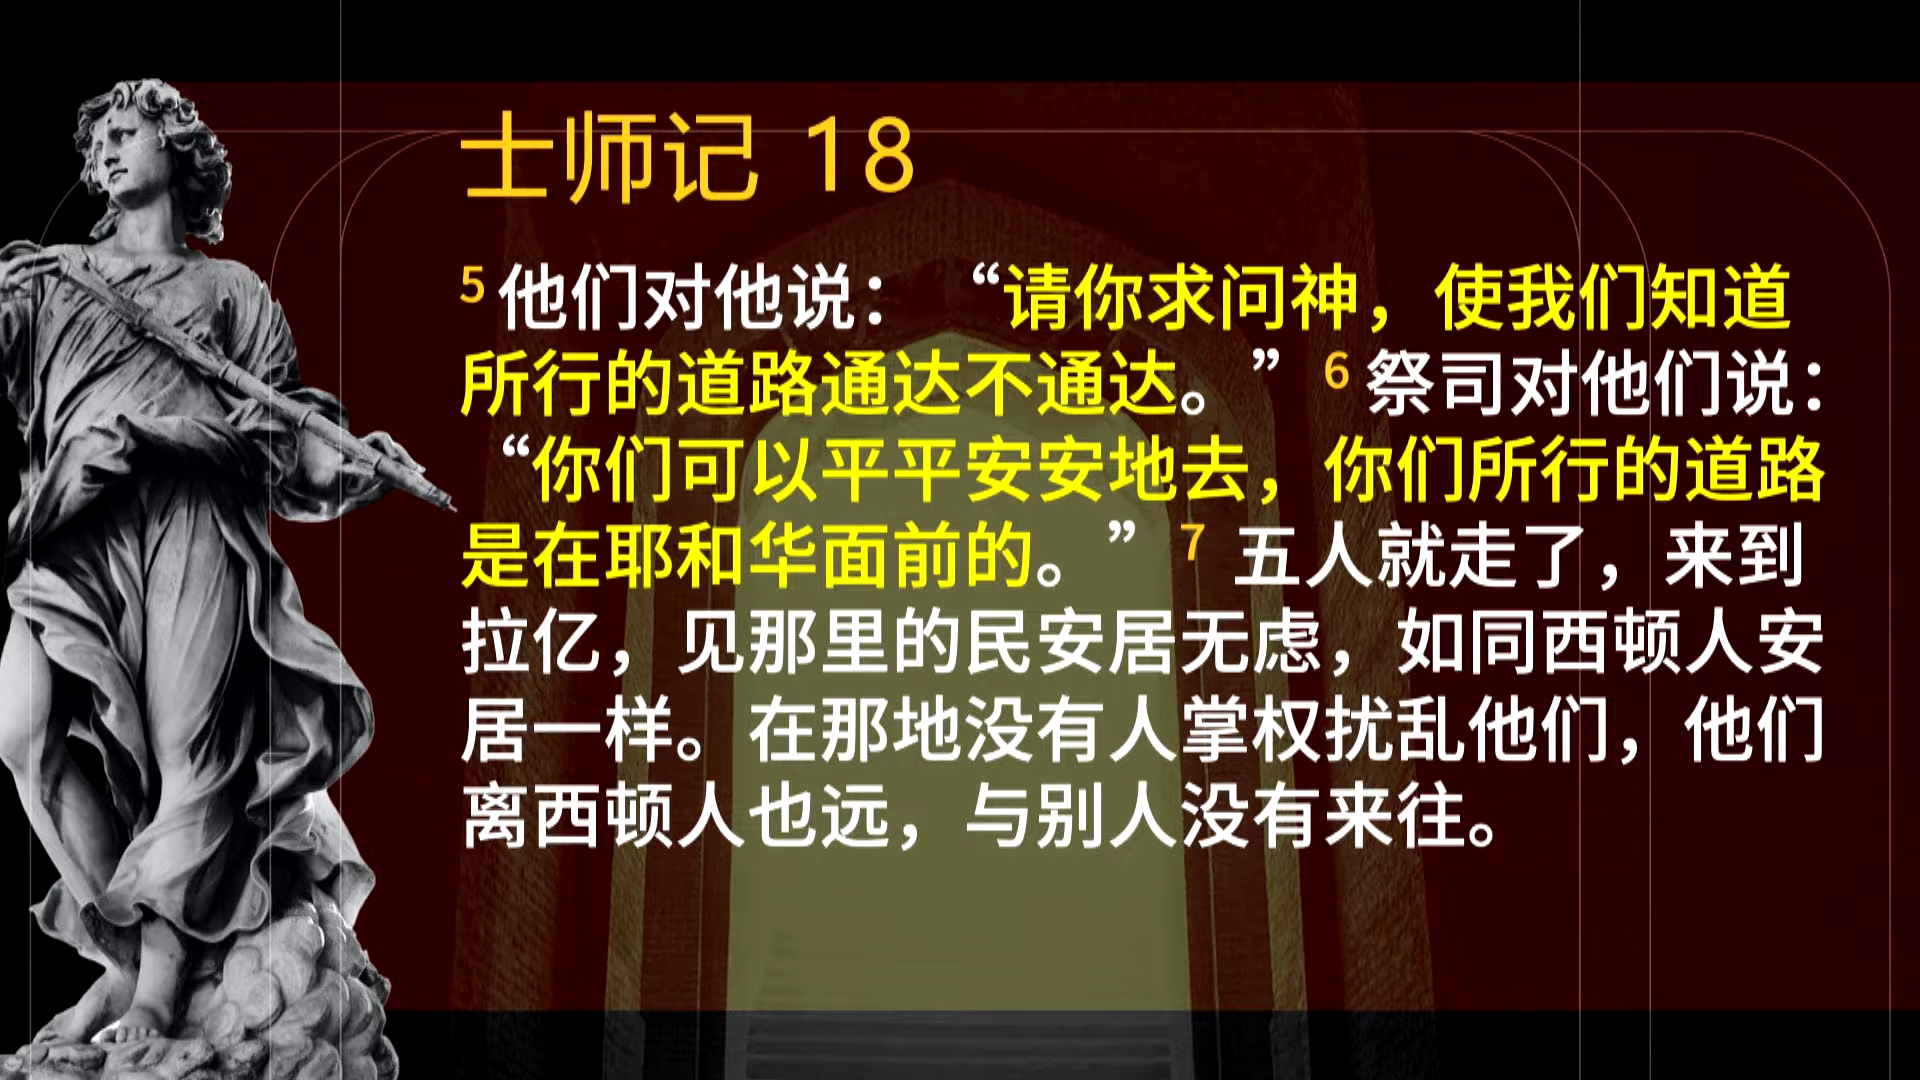 士师记 18
5 他们对他说：“请你求问神，使我们知道
所行的道路通达不通达。”6 祭司对他们说：
“你们可以平平安安地去，你们所行的道路
是在耶和华面前的。”7 五人就走了，来到
拉亿，见那里的民安居无虑，如同西顿人安
居一样。在那地没有人掌权扰乱他们，他们
离西顿人也远，与别人没有来往。